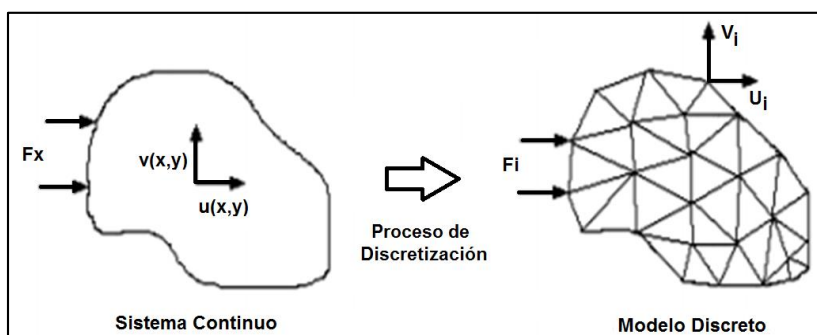 Fx
v(x,y)
u(x,y)
Sistema Continuo
Proceso de
Discretización
Vi
Ui
Fi
Modelo Discreto